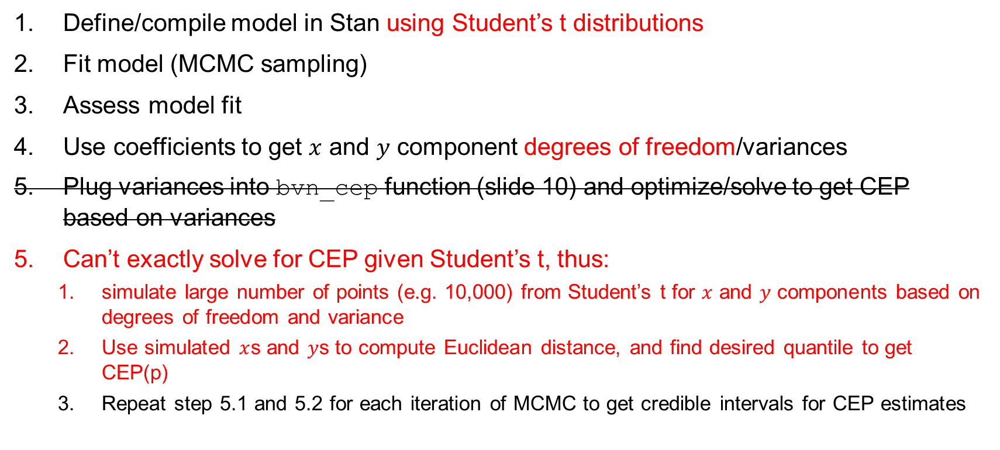 1. Define/compile model in Stan using Student’s t distributions
2. Fit model (MCMC sampling)
3. Assess model fit
4. Use coefficients to get x and y component degrees of freedom/variances
5. Plug variances into bvn_cep function (slide 10) and optimize/solve to get CEP
based on variances
5. Can’t exactly solve for CEP given Student’s t, thus:
1. simulate large number of points (e.g. 10,000) from Student’s t for x and y components based on
degrees of freedom and variance
2. Use simulated xs and ys to compute Euclidean distance, and find desired quantile to get
CEP(p)
3. Repeat step 5.1 and 5.2 for each iteration of MCMC to get credible intervals for CEP estimates